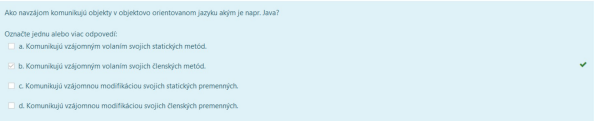 Ako navzájom komunikujú objekty v objektovo orientovanom jazyku akým je napr. Java?
Označte jednu alebo viac odpovedí:
a. Komunikujú vzájomným volaním svojich statických metód.
b. Komunikujú vzájomným volaním svojich členských metód.
c. Komunikujú vzájomnou modifikáciou svojich statických premenných.
d. Komunikujú vzájomnou modifikáciou svojich členských premenných.